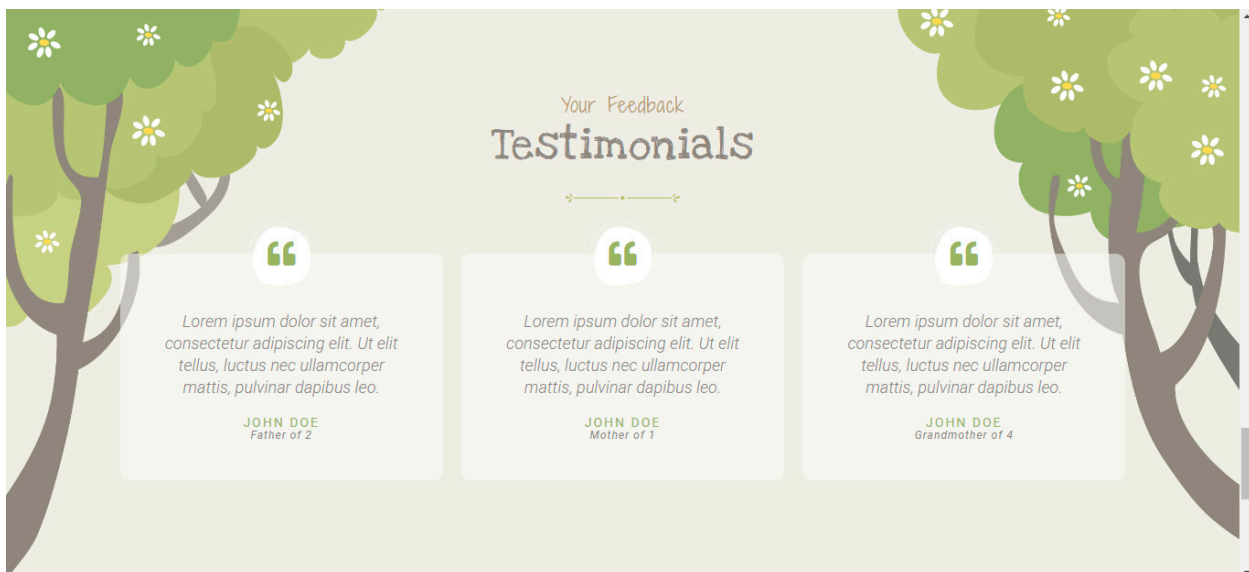 Your Feedback
Testimonials
Lorem ipsum dolor sit amet,
consectetur adipiscing elit. Ut elit
tellus, luctus nec ullamcorper
mattis, pulvinar dapibus leo.
JOHN DOE
Father of 2
Lorem ipsum dolor sit amet,
consectetur adipiscing elit. Ut elit
tellus, luctus nec ullamcorper
mattis, pulvinar dapibus leo.
JOHN DOE
Mother of 1
Lorem ipsum dolor sit amet,
consectetur adipiscing elit. Ut elit
tellus, luctus nec ullamcorper
mattis, pulvinar dapibus leo.
JOHN DOE
Grandmother of 4